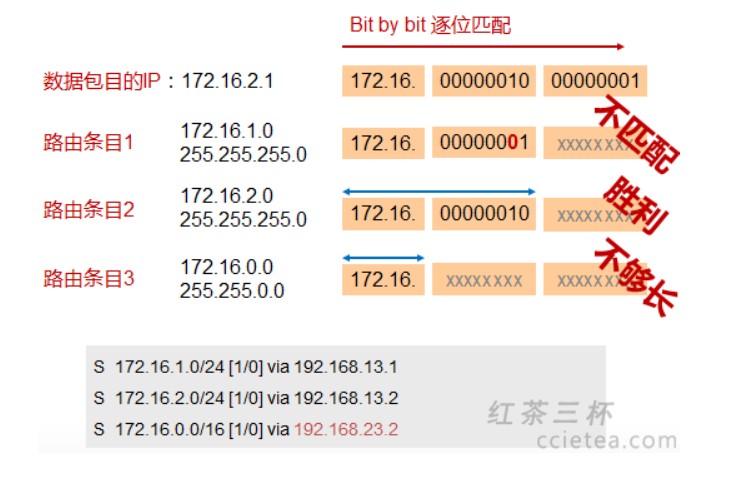 Bit by bit 逐位匹配
数据包目的IP：172.16.2.1 172.16. 00000010 00000001
路由条目1 172.16.1.0 255.255.255.0 172.16. 00000001 xxxxxxxx 不匹配
路由条目2 172.16.2.0 255.255.255.0 172.16. 00000010 xxxxxxxx 胜利
路由条目3 172.16.0.0 255.255.0.0 172.16. xxxxxxxx xxxxxxxx 不够长
S 172.16.1.0/24 [1/0] via 192.168.13.1
S 172.16.2.0/24 [1/0] via 192.168.13.2
S 172.16.0.0/16 [1/0] via 192.168.23.2
红茶三杯
ccietea.com